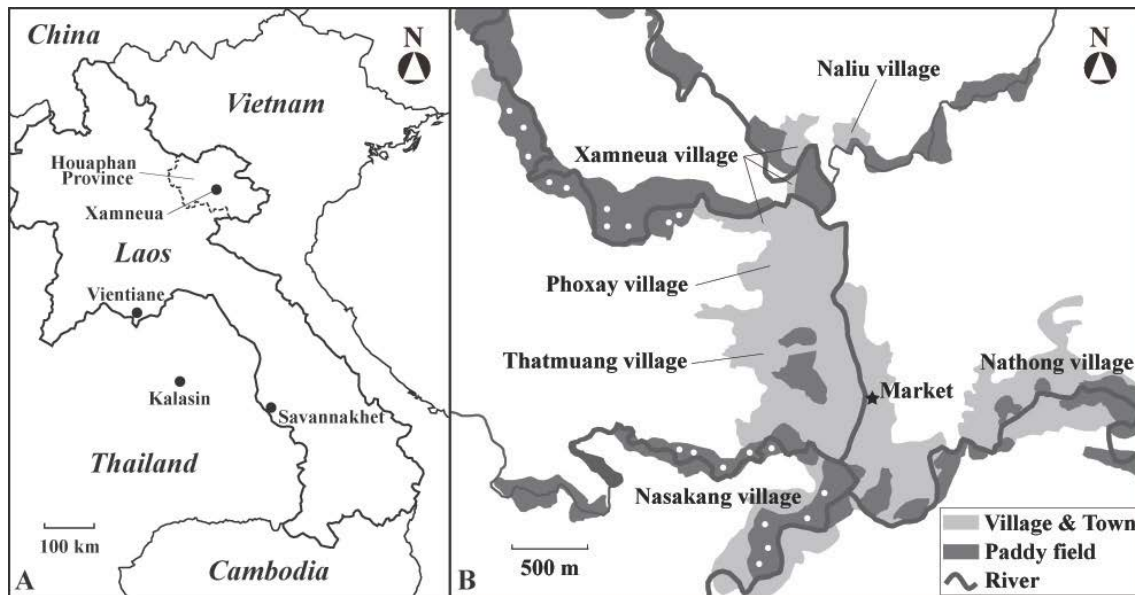 China
N
Vietnam
Houaphan
Province
Xamneua
Laos
Vientiane
Kalasin
Savannakhet
Thailand
100 km
A
Cambodia
N
Naliu village
Xamneua village
Phoxay village
Thatmuang village
Nathong village
Market
Nasakang village
500 m
B
Village & Town
Paddy field
River